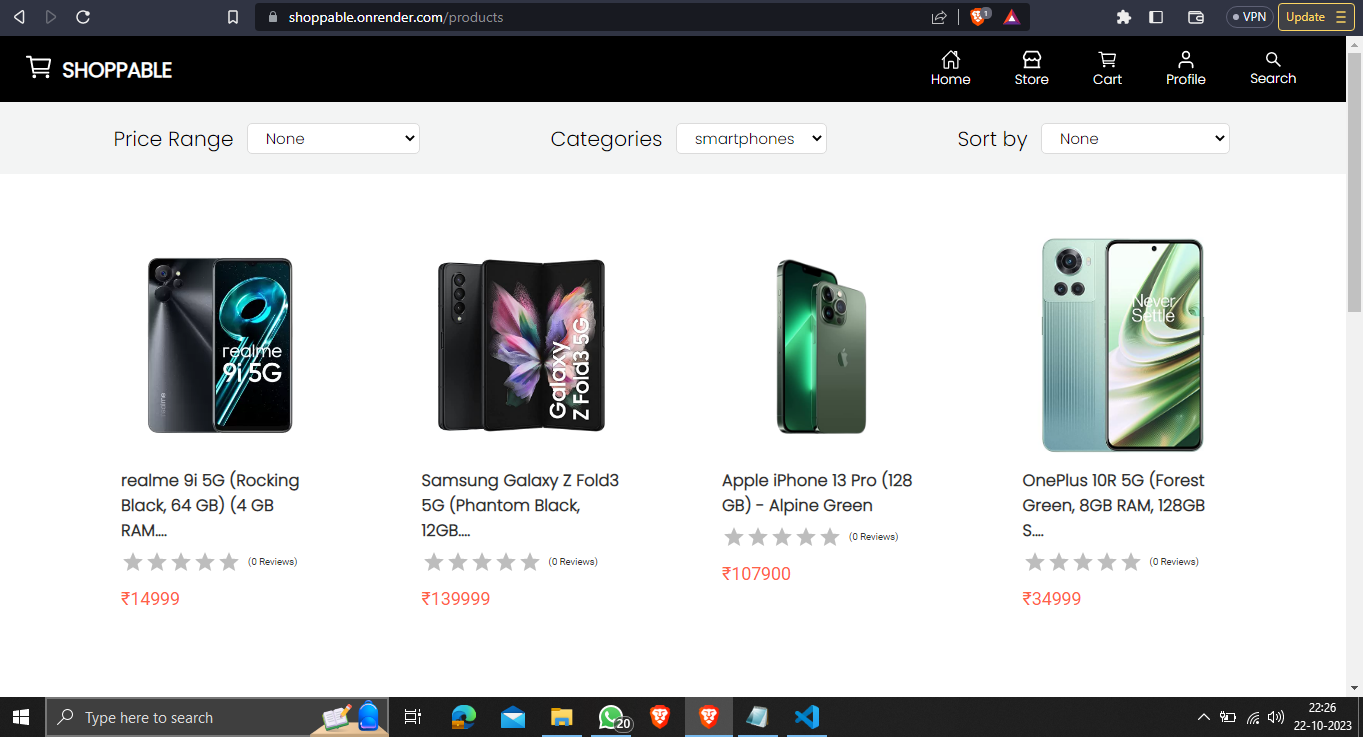 shoppable.onrender.com/products
1
VPN
Update
SHOPPABLE
Home
Store
Cart
Profile
Search
Price Range
None
Categories
smartphones
Sort by
None
realme
realme
9i 5G
Galaxy
Z Fold3 5G
Never
Settle
realme 9i 5G (Rocking
Black, 64 GB) (4 GB
RAM....
(0 Reviews)
₹14999
Samsung Galaxy Z Fold3
5G (Phantom Black,
12GB....
(0 Reviews)
₹139999
Apple iPhone 13 Pro (128
GB) - Alpine Green
(0 Reviews)
₹107900
OnePlus 10R 5G (Forest
Green, 8GB RAM, 128GB
S....
(0 Reviews)
₹34999
Type here to search
20
22:26
22-10-2023